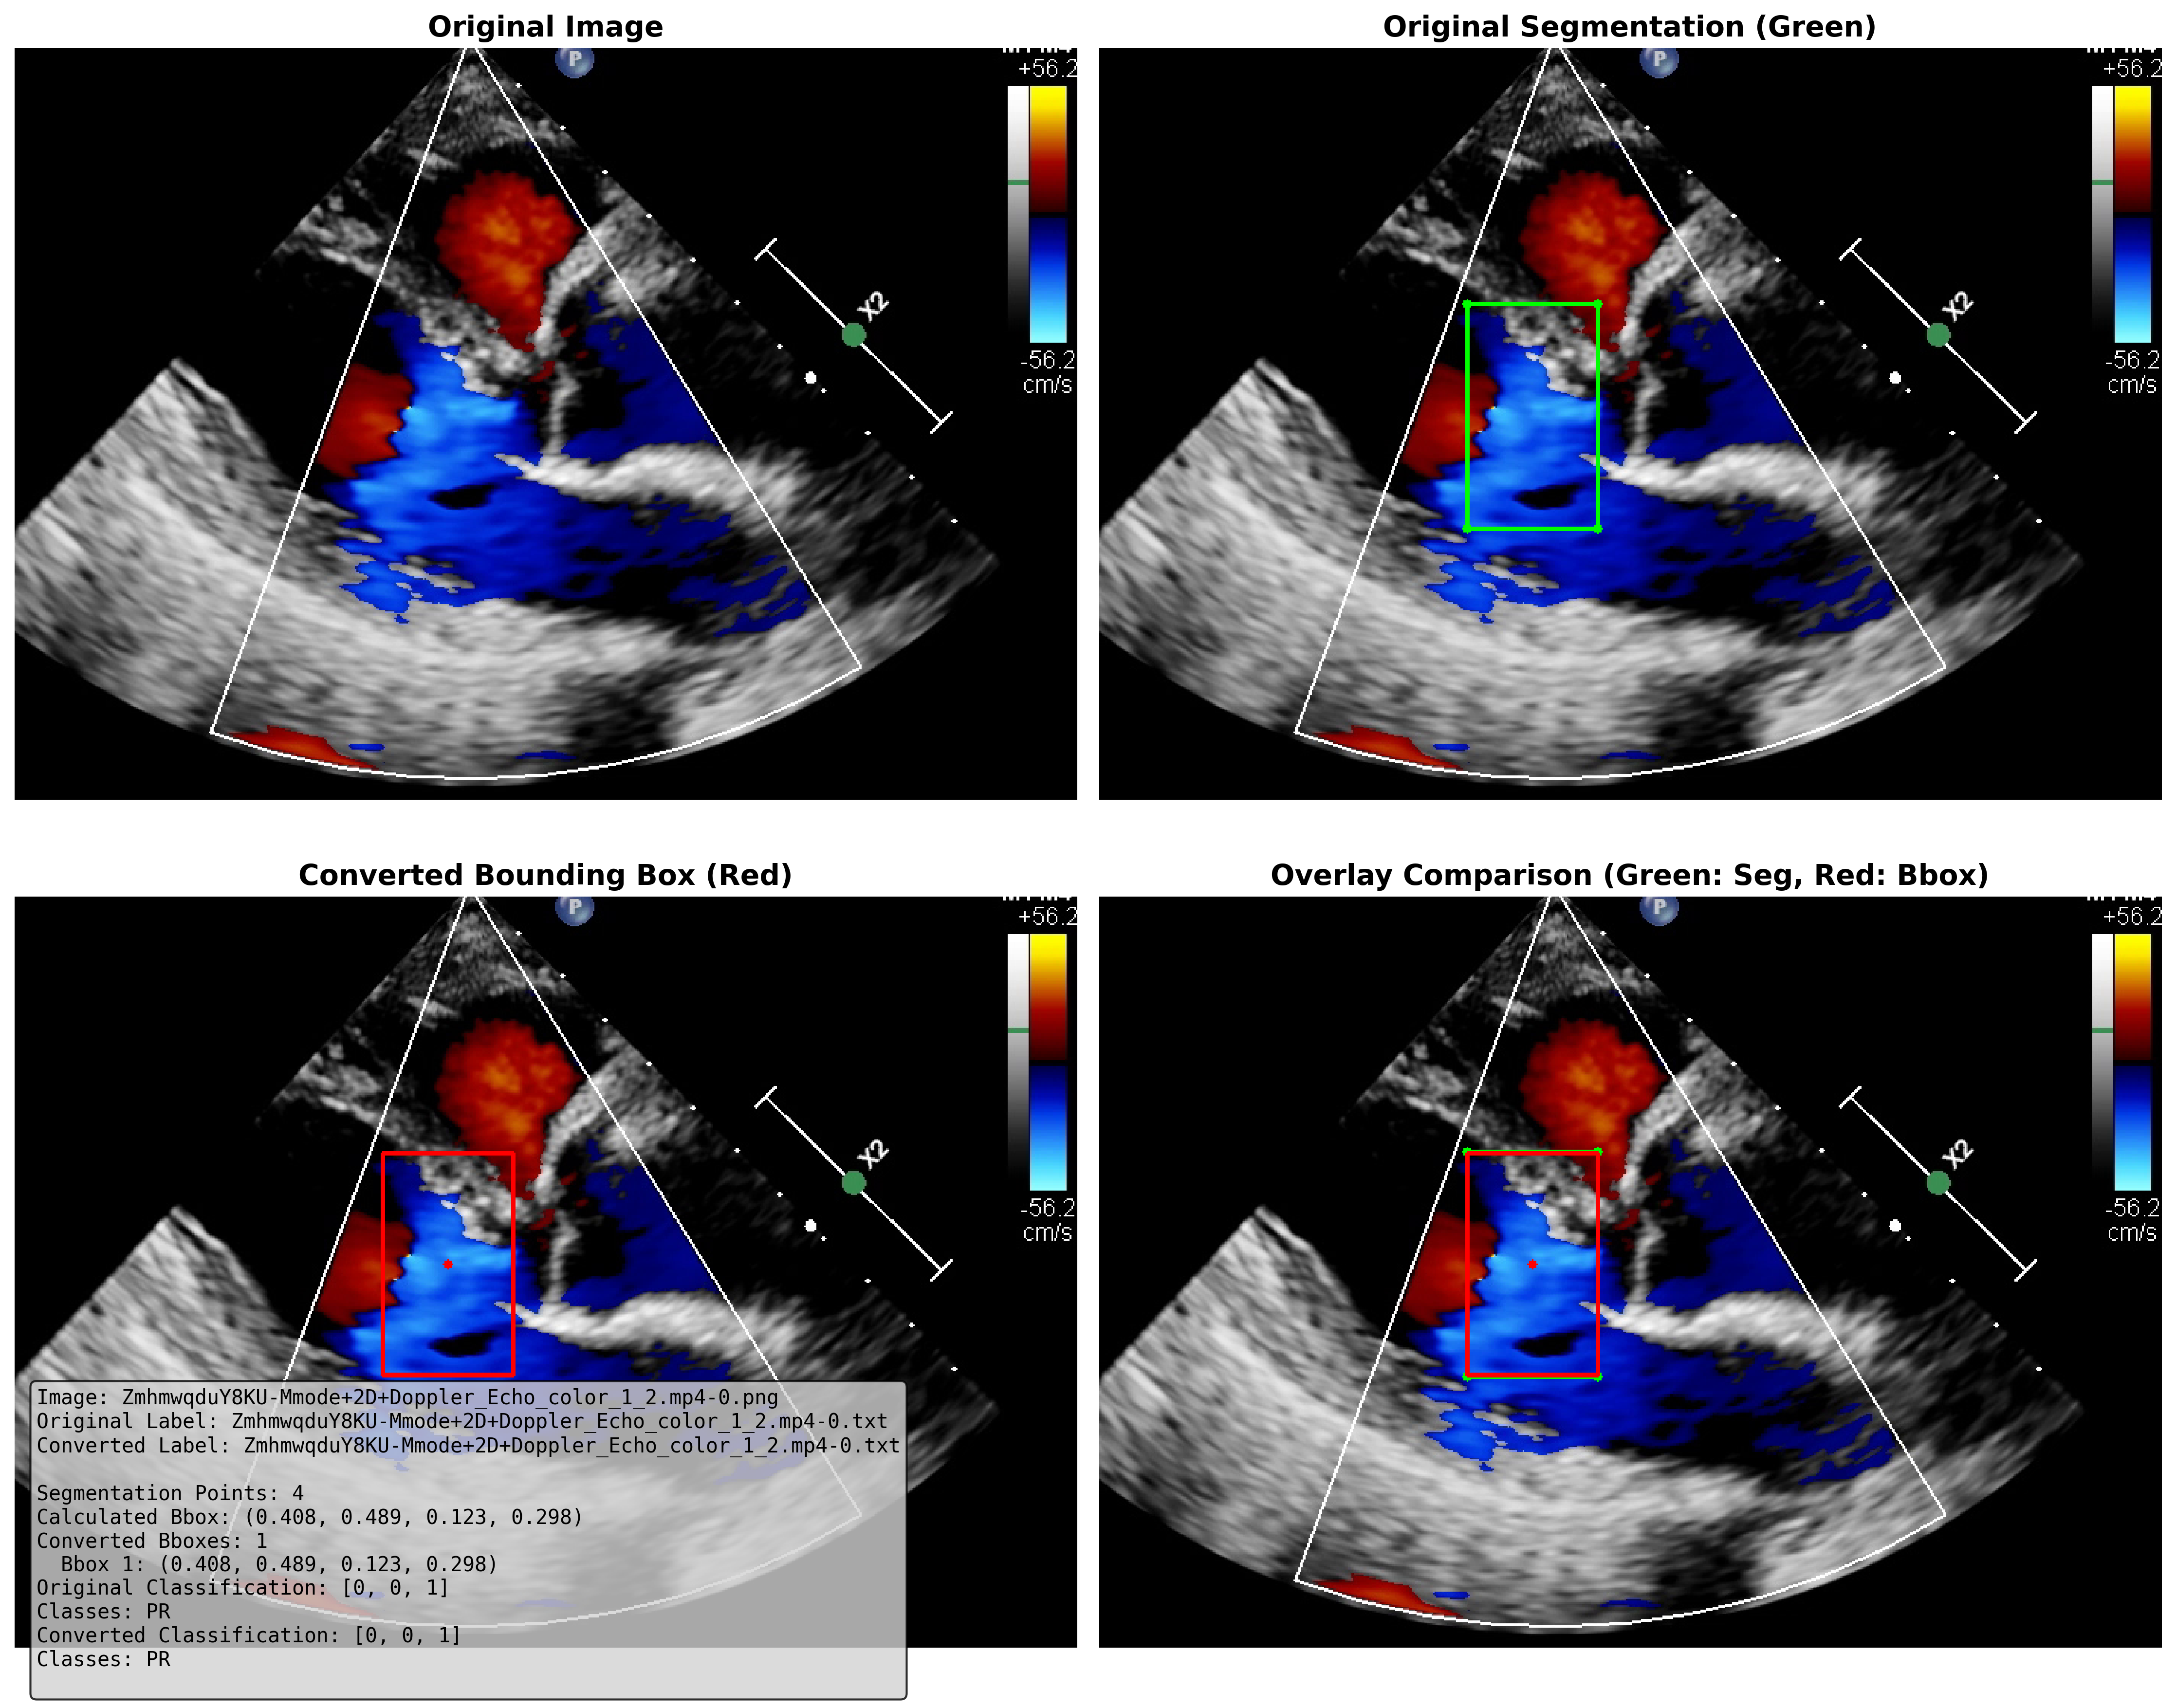 Original Image
P
+56.2
-56.2
cm/s
X2
Original Segmentation (Green)
P
+56.2
-56.2
cm/s
X2
Converted Bounding Box (Red)
P
+56.2
-56.2
cm/s
X2
Image: ZmhmwqduY8KU-Mmode+2D+Doppler_Echo_color_1_2.mp4-0.png
Original Label: ZmhmwqduY8KU-Mmode+2D+Doppler_Echo_color_1_2.mp4-0.txt
Converted Label: ZmhmwqduY8KU-Mmode+2D+Doppler_Echo_color_1_2.mp4-0.txt
Segmentation Points: 4
Calculated Bbox: (0.408, 0.489, 0.123, 0.298)
Converted Bboxes: 1
Bbox 1: (0.408, 0.489, 0.123, 0.298)
Original Classification: [0, 0, 1]
Classes: PR
Converted Classification: [0, 0, 1]
Classes: PR
Overlay Comparison (Green: Seg, Red: Bbox)
P
+56.2
-56.2
cm/s
X2